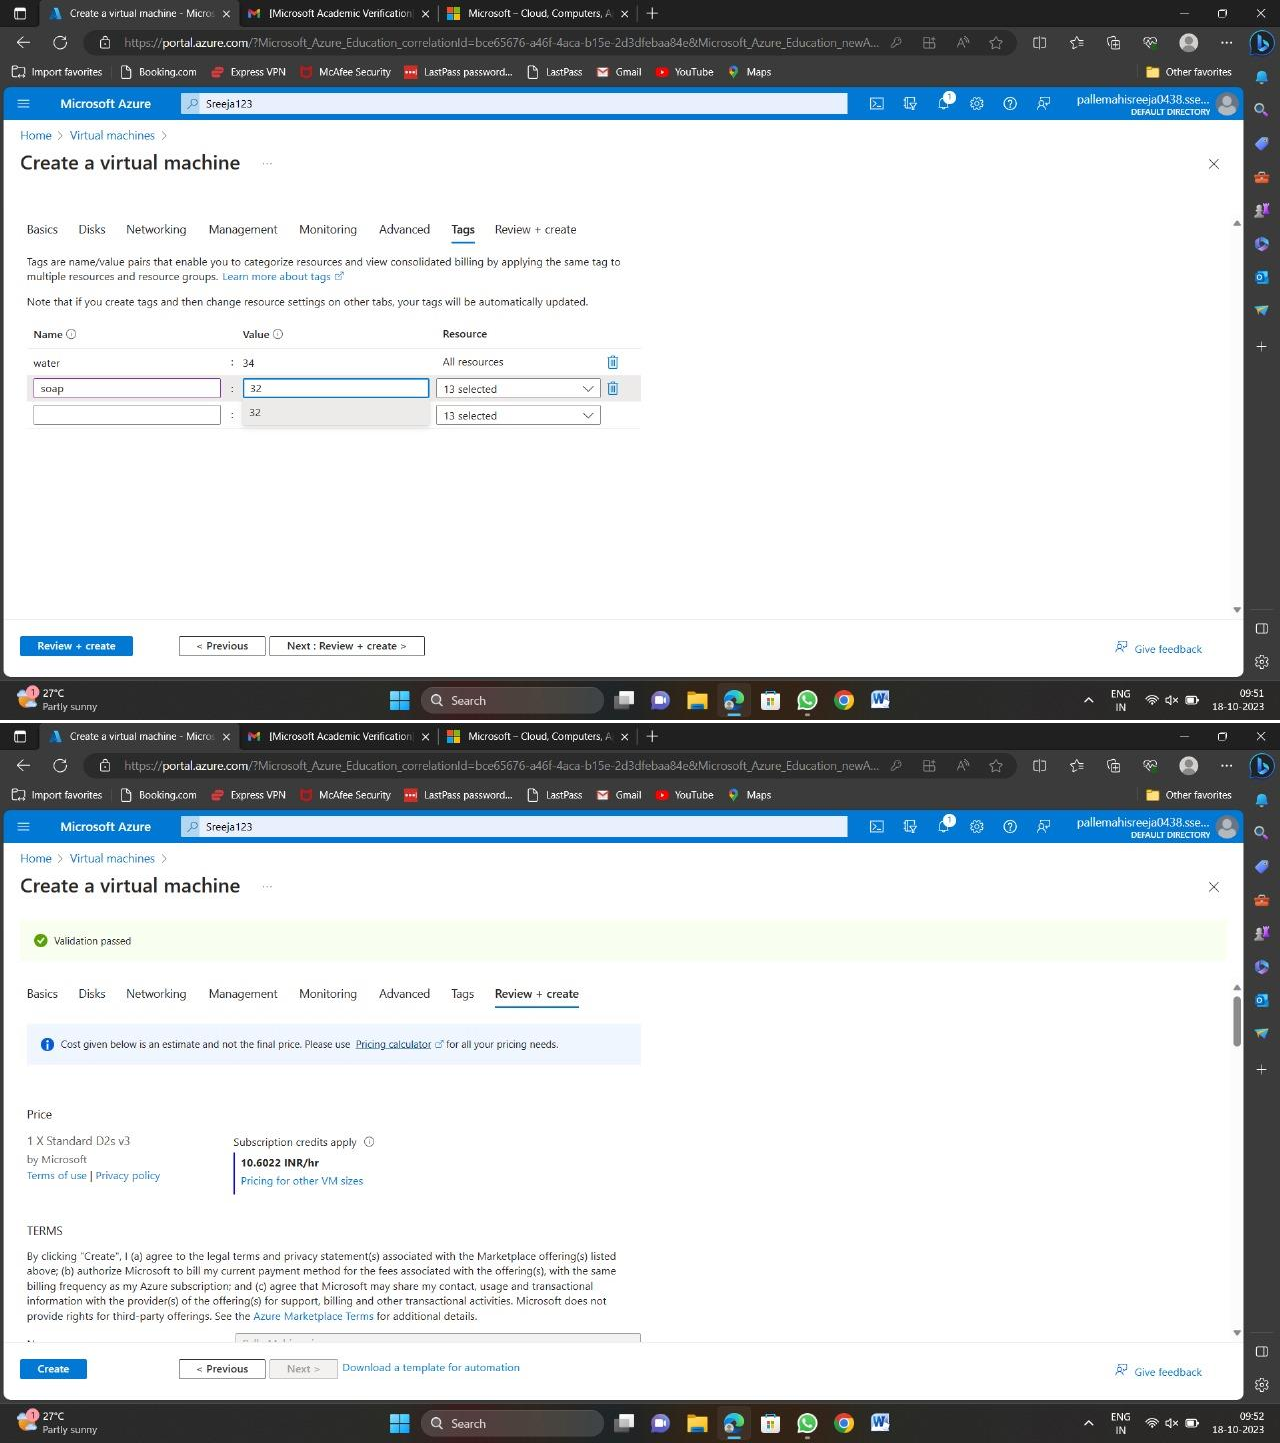 Create a virtual machine - Micros
[Microsoft Academic Verification]
Microsoft – Cloud, Computers, A
https://portal.azure.com/?Microsoft_Azure_Education_correlationId=bce65676-a46f-4aca-b15e-2d3dfebaa84e&Microsoft_Azure_Education_newA...
Import favorites Booking.com Express VPN McAfee Security LastPass password... LastPass Gmail YouTube Maps Other favorites
Microsoft Azure Sreeja123 1 pallemahisreeja0438.sse...
DEFAULT DIRECTORY
Home > Virtual machines >
Create a virtual machine ...
Basics Disks Networking Management Monitoring Advanced Tags Review + create
Tags are name/value pairs that enable you to categorize resources and view consolidated billing by applying the same tag to
multiple resources and resource groups. Learn more about tags
Note that if you create tags and then change resource settings on other tabs, your tags will be automatically updated.
Name Value Resource
water : 34 All resources
soap : 32 13 selected
: 32 13 selected
Review + create < Previous Next : Review + create > Give feedback
1 27°C
Partly sunny
Search
ENG
IN
09:51
18-10-2023
Create a virtual machine - Micros
[Microsoft Academic Verification]
Microsoft – Cloud, Computers, A
https://portal.azure.com/?Microsoft_Azure_Education_correlationId=bce65676-a46f-4aca-b15e-2d3dfebaa84e&Microsoft_Azure_Education_newA...
Import favorites Booking.com Express VPN McAfee Security LastPass password... LastPass Gmail YouTube Maps Other favorites
Microsoft Azure Sreeja123 1 pallemahisreeja0438.sse...
DEFAULT DIRECTORY
Home > Virtual machines >
Create a virtual machine ...
Validation passed
Basics Disks Networking Management Monitoring Advanced Tags Review + create
Cost given below is an estimate and not the final price. Please use Pricing calculator for all your pricing needs.
Price
1 X Standard D2s v3
by Microsoft
Terms of use | Privacy policy
Subscription credits apply
10.6022 INR/hr
Pricing for other VM sizes
TERMS
By clicking "Create", I (a) agree to the legal terms and privacy statement(s) associated with the Marketplace offering(s) listed
above; (b) authorize Microsoft to bill my current payment method for the fees associated with the offering(s), with the same
billing frequency as my Azure subscription; and (c) agree that Microsoft may share my contact, usage and transactional
information with the provider(s) of the offering(s) for support, billing and other transactional activities. Microsoft does not
provide rights for third-party offerings. See the Azure Marketplace Terms for additional details.
Create < Previous Next > Download a template for automation Give feedback
1 27°C
Partly sunny
Search
ENG
IN
09:52
18-10-2023